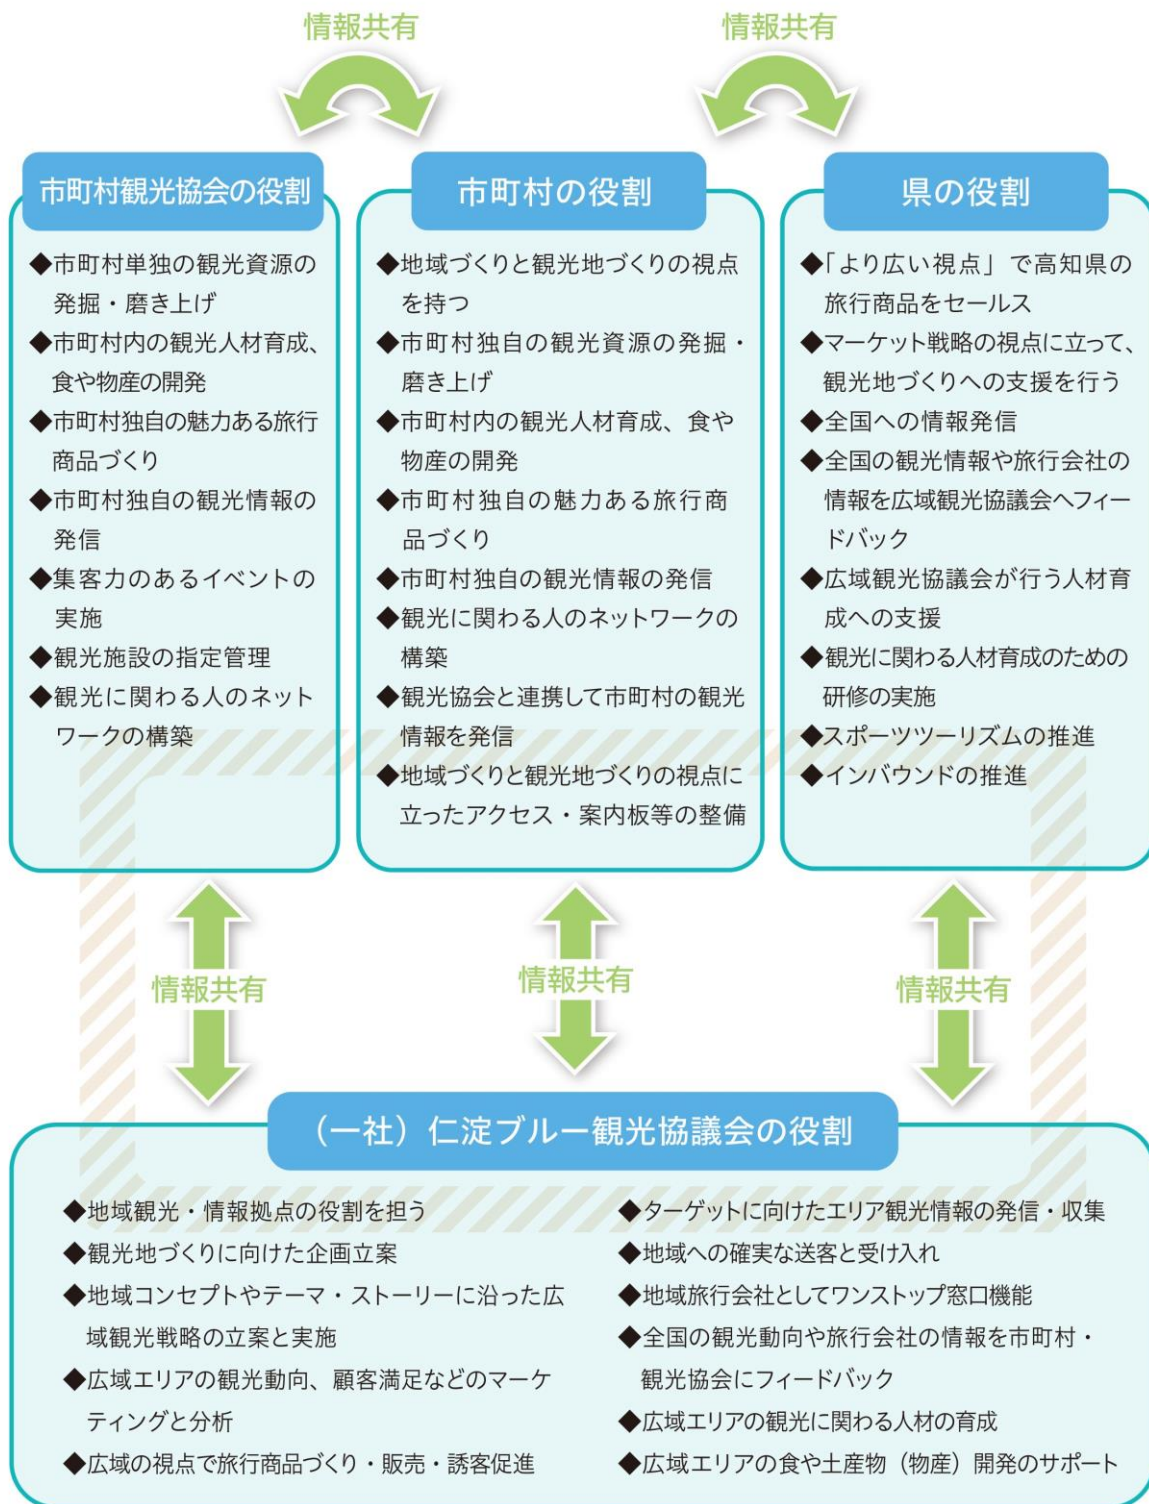 情報共有
情報共有
市町村観光協会の役割
◆市町村単独の観光資源の
発掘・磨き上げ
◆市町村内の観光人材育成、
食や物産の開発
◆市町村独自の魅力ある旅行
商品づくり
◆市町村独自の観光情報の
発信
◆集客力のあるイベントの
実施
◆観光施設の指定管理
◆観光に関わる人のネット
ワークの構築
市町村の役割
◆地域づくりと観光地づくりの視点
を持つ
◆市町村独自の観光資源の発掘・
磨き上げ
◆市町村内の観光人材育成、食や
物産の開発
◆市町村独自の魅力ある旅行商
品づくり
◆市町村独自の観光情報の発信
◆観光に関わる人のネットワークの
構築
◆観光協会と連携して市町村の観光
情報を発信
◆地域づくりと観光地づくりの視点に
立ったアクセス・案内板等の整備
県の役割
◆「より広い視点」で高知県の
旅行商品をセールス
◆マーケット戦略の視点に立って、
観光地づくりへの支援を行う
◆全国への情報発信
◆全国の観光情報や旅行会社の
情報を広域観光協議会へフィー
ドバック
◆広域観光協議会が行う人材育
成への支援
◆観光に関わる人材育成のための
研修の実施
◆スポーツツーリズムの推進
◆インバウンドの推進
情報共有
情報共有
情報共有
（一社）仁淀ブルー観光協議会の役割
◆地域観光・情報拠点の役割を担う
◆観光地づくりに向けた企画立案
◆地域コンセプトやテーマ・ストーリーに沿った広
域観光戦略の立案と実施
◆広域エリアの観光動向、顧客満足などのマーケ
ティングと分析
◆広域の視点で旅行商品づくり・販売・誘客促進
◆ターゲットに向けたエリア観光情報の発信・収集
◆地域への確実な送客と受け入れ
◆地域旅行会社としてワンストップ窓口機能
◆全国の観光動向や旅行会社の情報を市町村・
観光協会にフィードバック
◆広域エリアの観光に関わる人材の育成
◆広域エリアの食や土産物（物産）開発のサポート